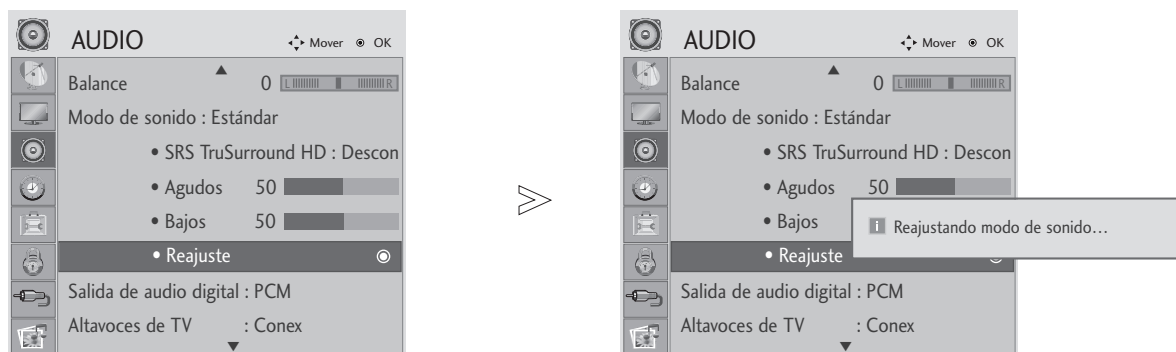 AUDIO Mover OK
Balance 0 L R
Modo de sonido : Estándar
• SRS TruSurround HD : Descon
• Agudos 50
• Bajos 50
• Reajuste
Salida de audio digital : PCM
Altavoces de TV : Conex
AUDIO Mover OK
Balance 0 L R
Modo de sonido : Estándar
• SRS TruSurround HD : Descon
• Agudos 50
• Bajos
i Reajustando modo de sonido...
• Reajuste
Salida de audio digital : PCM
Altavoces de TV : Conex